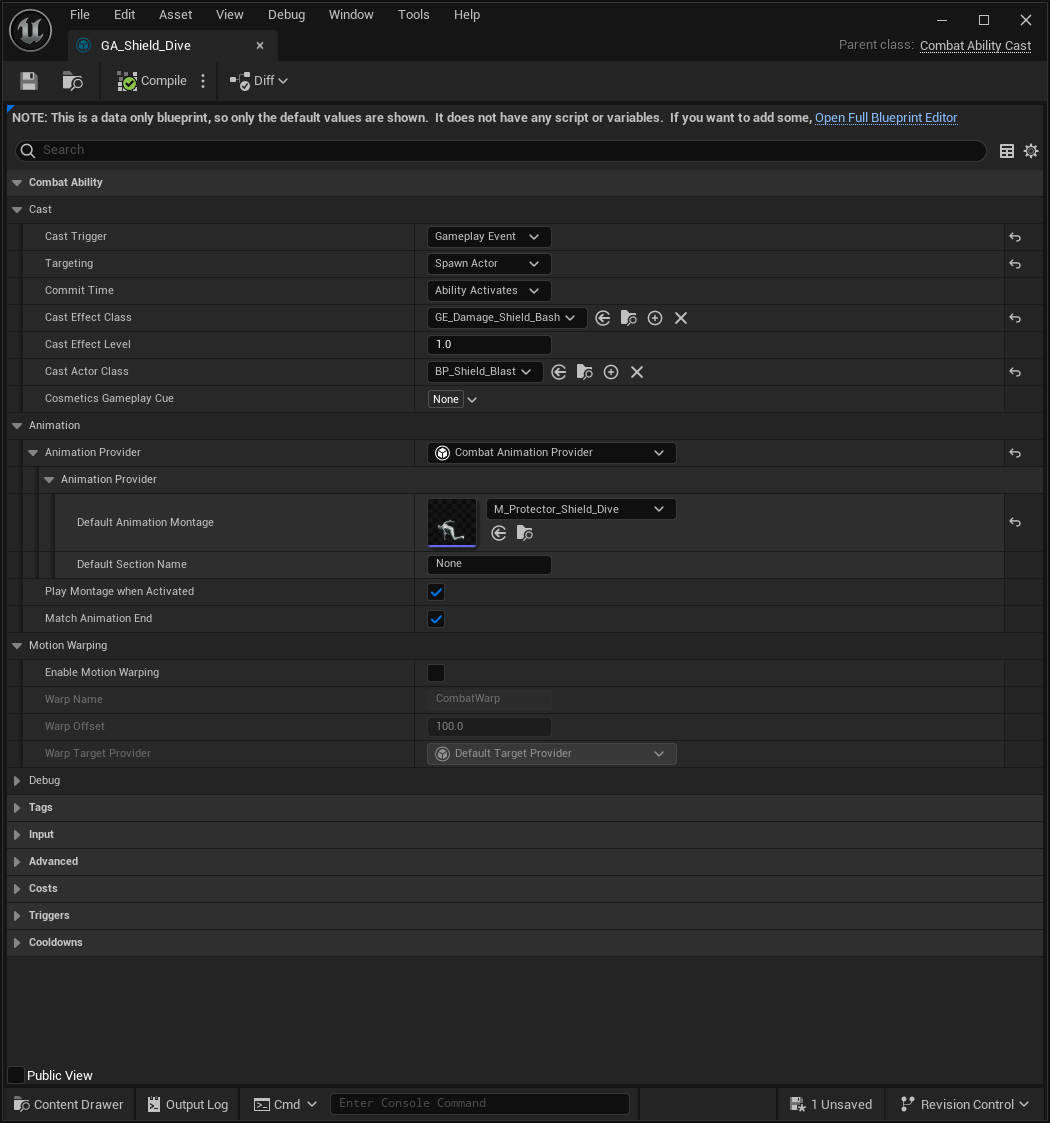 File Edit Asset View Debug Window Tools Help
GA_Shield_Dive
Parent class: Combat Ability Cast
Compile Diff
NOTE: This is a data only blueprint, so only the default values are shown.  It does not have any script or variables.  If you want to add some, Open Full Blueprint Editor
Search
Combat Ability
Cast
Cast Trigger Gameplay Event
Targeting Spawn Actor
Commit Time Ability Activates
Cast Effect Class GE_Damage_Shield_Bash
Cast Effect Level 1.0
Cast Actor Class BP_Shield_Blast
Cosmetics Gameplay Cue None
Animation
Animation Provider Combat Animation Provider
Animation Provider
Default Animation Montage M_Protector_Shield_Dive
Default Section Name None
Play Montage when Activated
Match Animation End
Motion Warping
Enable Motion Warping
Warp Name CombatWarp
Warp Offset 100.0
Warp Target Provider Default Target Provider
Debug
Tags
Input
Advanced
Costs
Triggers
Cooldowns
Public View
Content Drawer Output Log Cmd Enter Console Command 1 Unsaved Revision Control